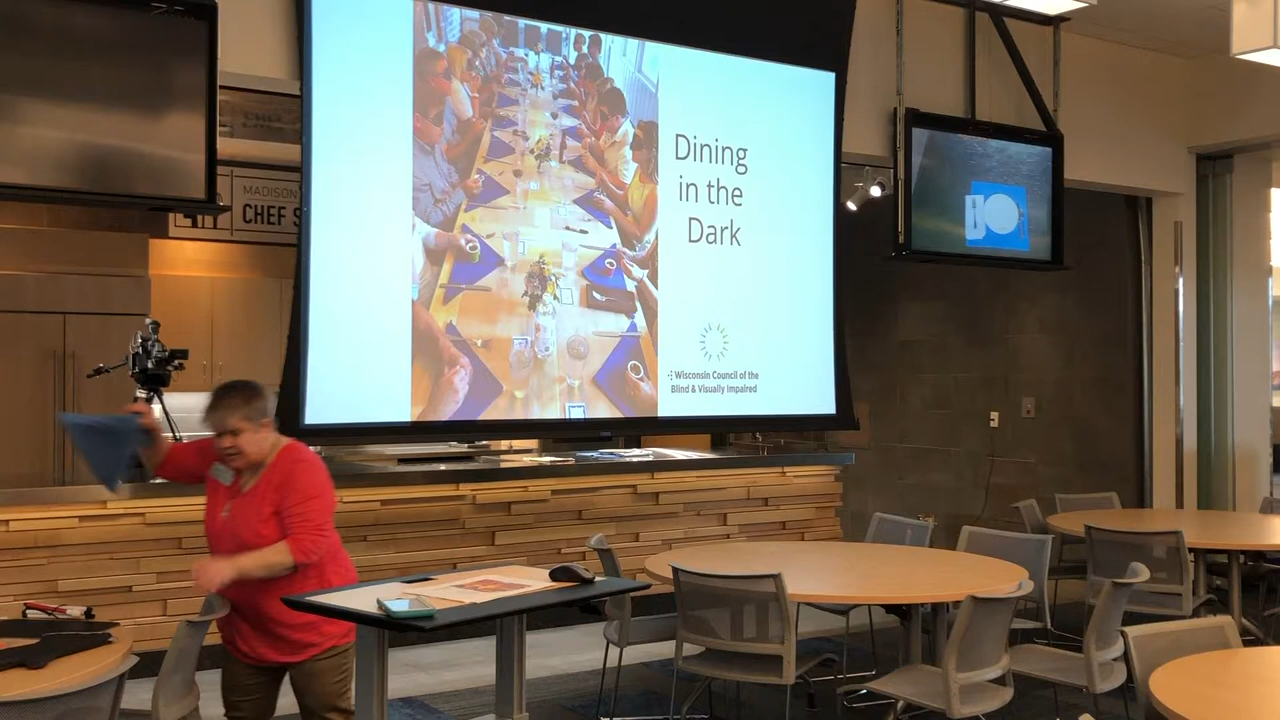 MADISON
CHEF S
Dining
in the
Dark
Wisconsin Council of the
Blind & Visually Impaired